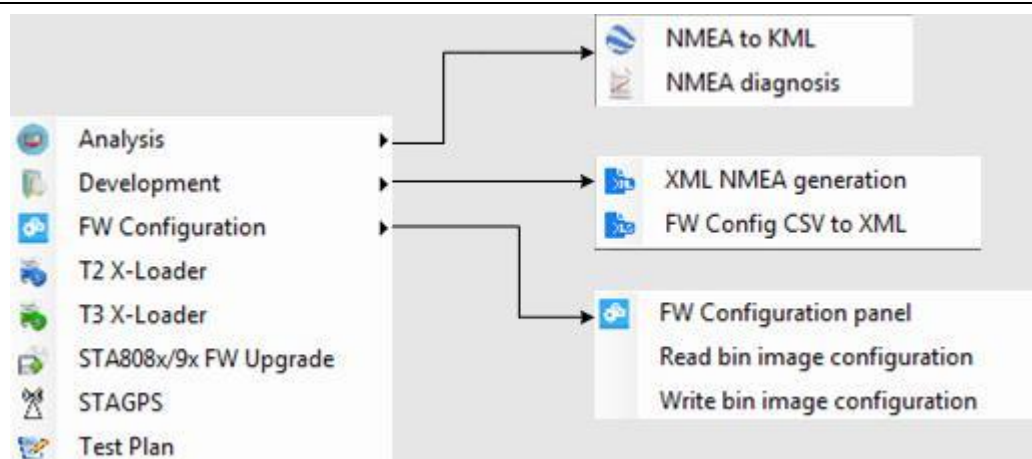 Analysis
Development
FW Configuration
T2 X-Loader
T3 X-Loader
STA808x/9x FW Upgrade
STAGPS
Test Plan
NMEA to KML
NMEA diagnosis
XML NMEA generation
FW Config CSV to XML
FW Configuration panel
Read bin image configuration
Write bin image configuration